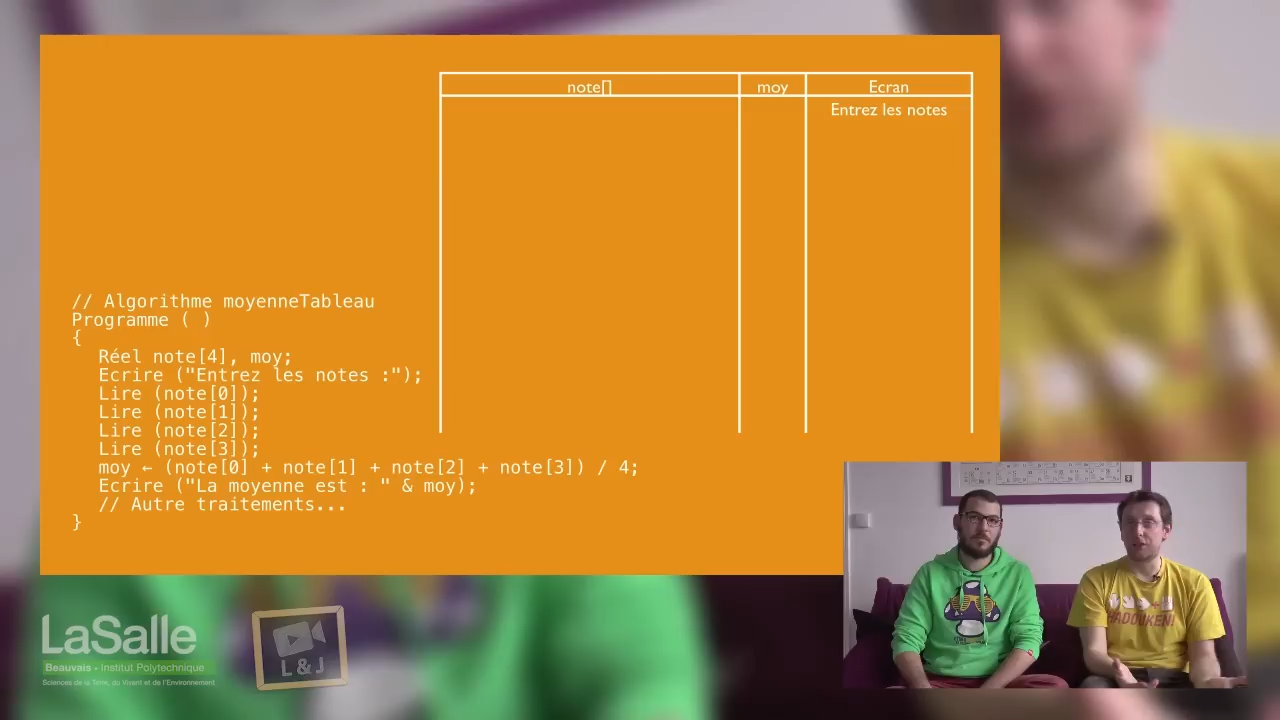 note[]
moy
Ecran
Entrez les notes
// Algorithme moyenneTableau
Programme ( )
{
Réel note[4], moy;
Ecrire ("Entrez les notes :");
Lire (note[0]);
Lire (note[1]);
Lire (note[2]);
Lire (note[3]);
moy ← (note[0] + note[1] + note[2] + note[3]) / 4;
Ecrire ("La moyenne est : " & moy);
// Autre traitements...
}
HADOUKEN!
LaSalle
Beauvais - Institut Polytechnique
Sciences de la Terre, du Vivant et de l'Environnement
L & J